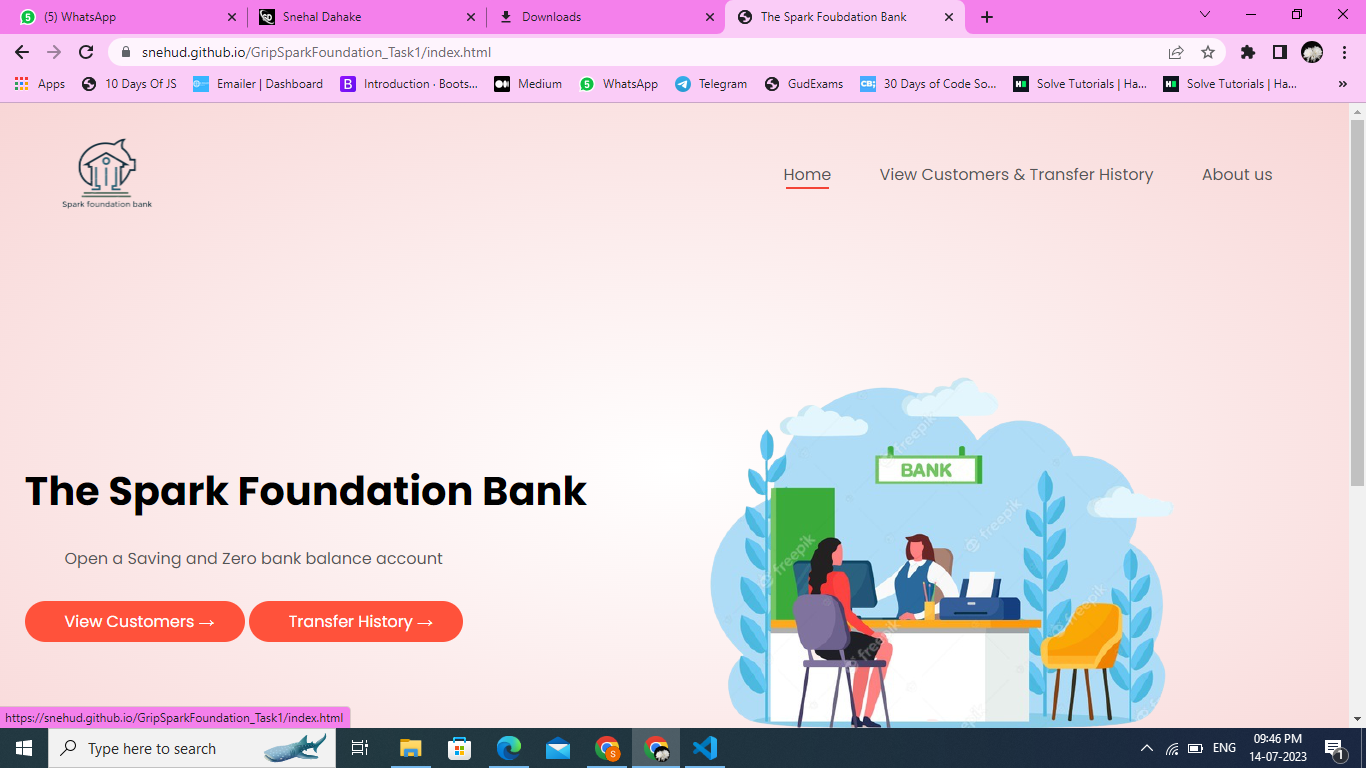 (5) WhatsApp
Snehal Dahake
Downloads
The Spark Foubdation Bank
snehud.github.io/GripSparkFoundation_Task1/index.html
Apps
10 Days Of JS
Emailer | Dashboard
Introduction · Boots...
Medium
WhatsApp
Telegram
GudExams
30 Days of Code So...
Solve Tutorials | Ha...
Solve Tutorials | Ha...
»
Spark foundation bank
Home
View Customers & Transfer History
About us
BANK
freepik
freepik
freepik
freepik
The Spark Foundation Bank
Open a Saving and Zero bank balance account
View Customers →
Transfer History →
https://snehud.github.io/GripSparkFoundation_Task1/index.html
Type here to search
ENG
09:46 PM
14-07-2023
1